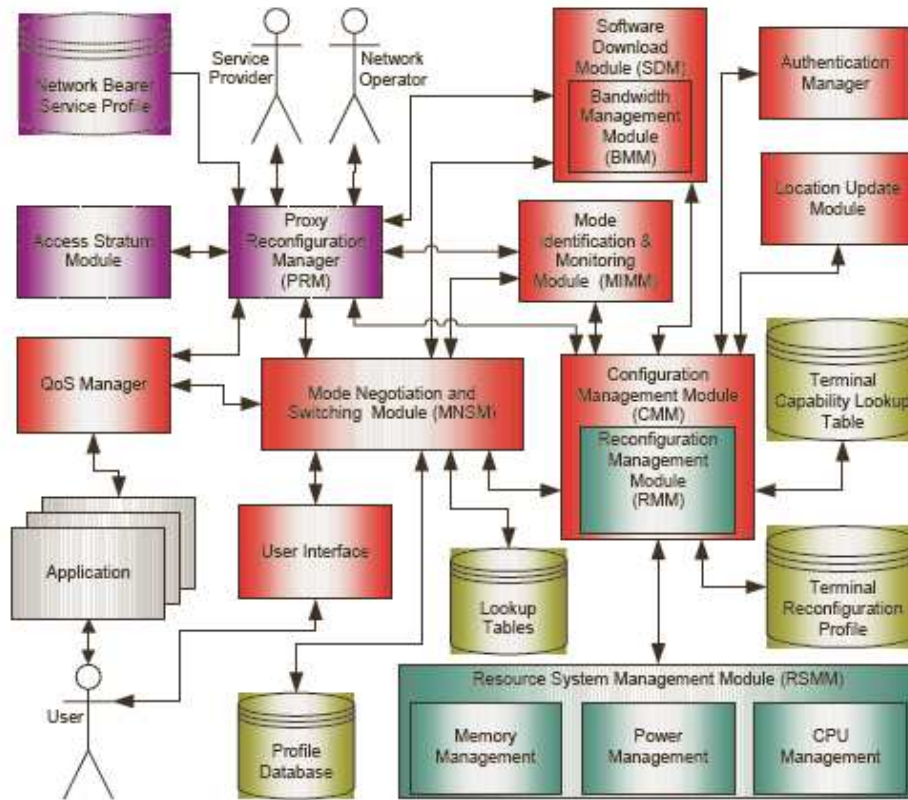 Network Bearer
Service Profile
Service
Provider
Network
Operator
Software
Download
Module (SDM)
Bandwidth
Management
Module
(BMM)
Authentication
Manager
Location Update
Module
Access Stratum
Module
Proxy
Reconfiguration
Manager
(PRM)
Mode
Identification &
Monitoring
Module (MIMM)
QoS Manager
Mode Negotiation and
Switching Module (MNSM)
Configuration
Management Module
(CMM)
Reconfiguration
Management
Module
(RMM)
Terminal
Capability Lookup
Table
Application
User Interface
Lookup
Tables
Terminal
Reconfiguration
Profile
User
Profile
Database
Resource System Management Module (RSMM)
Memory
Management
Power
Management
CPU
Management